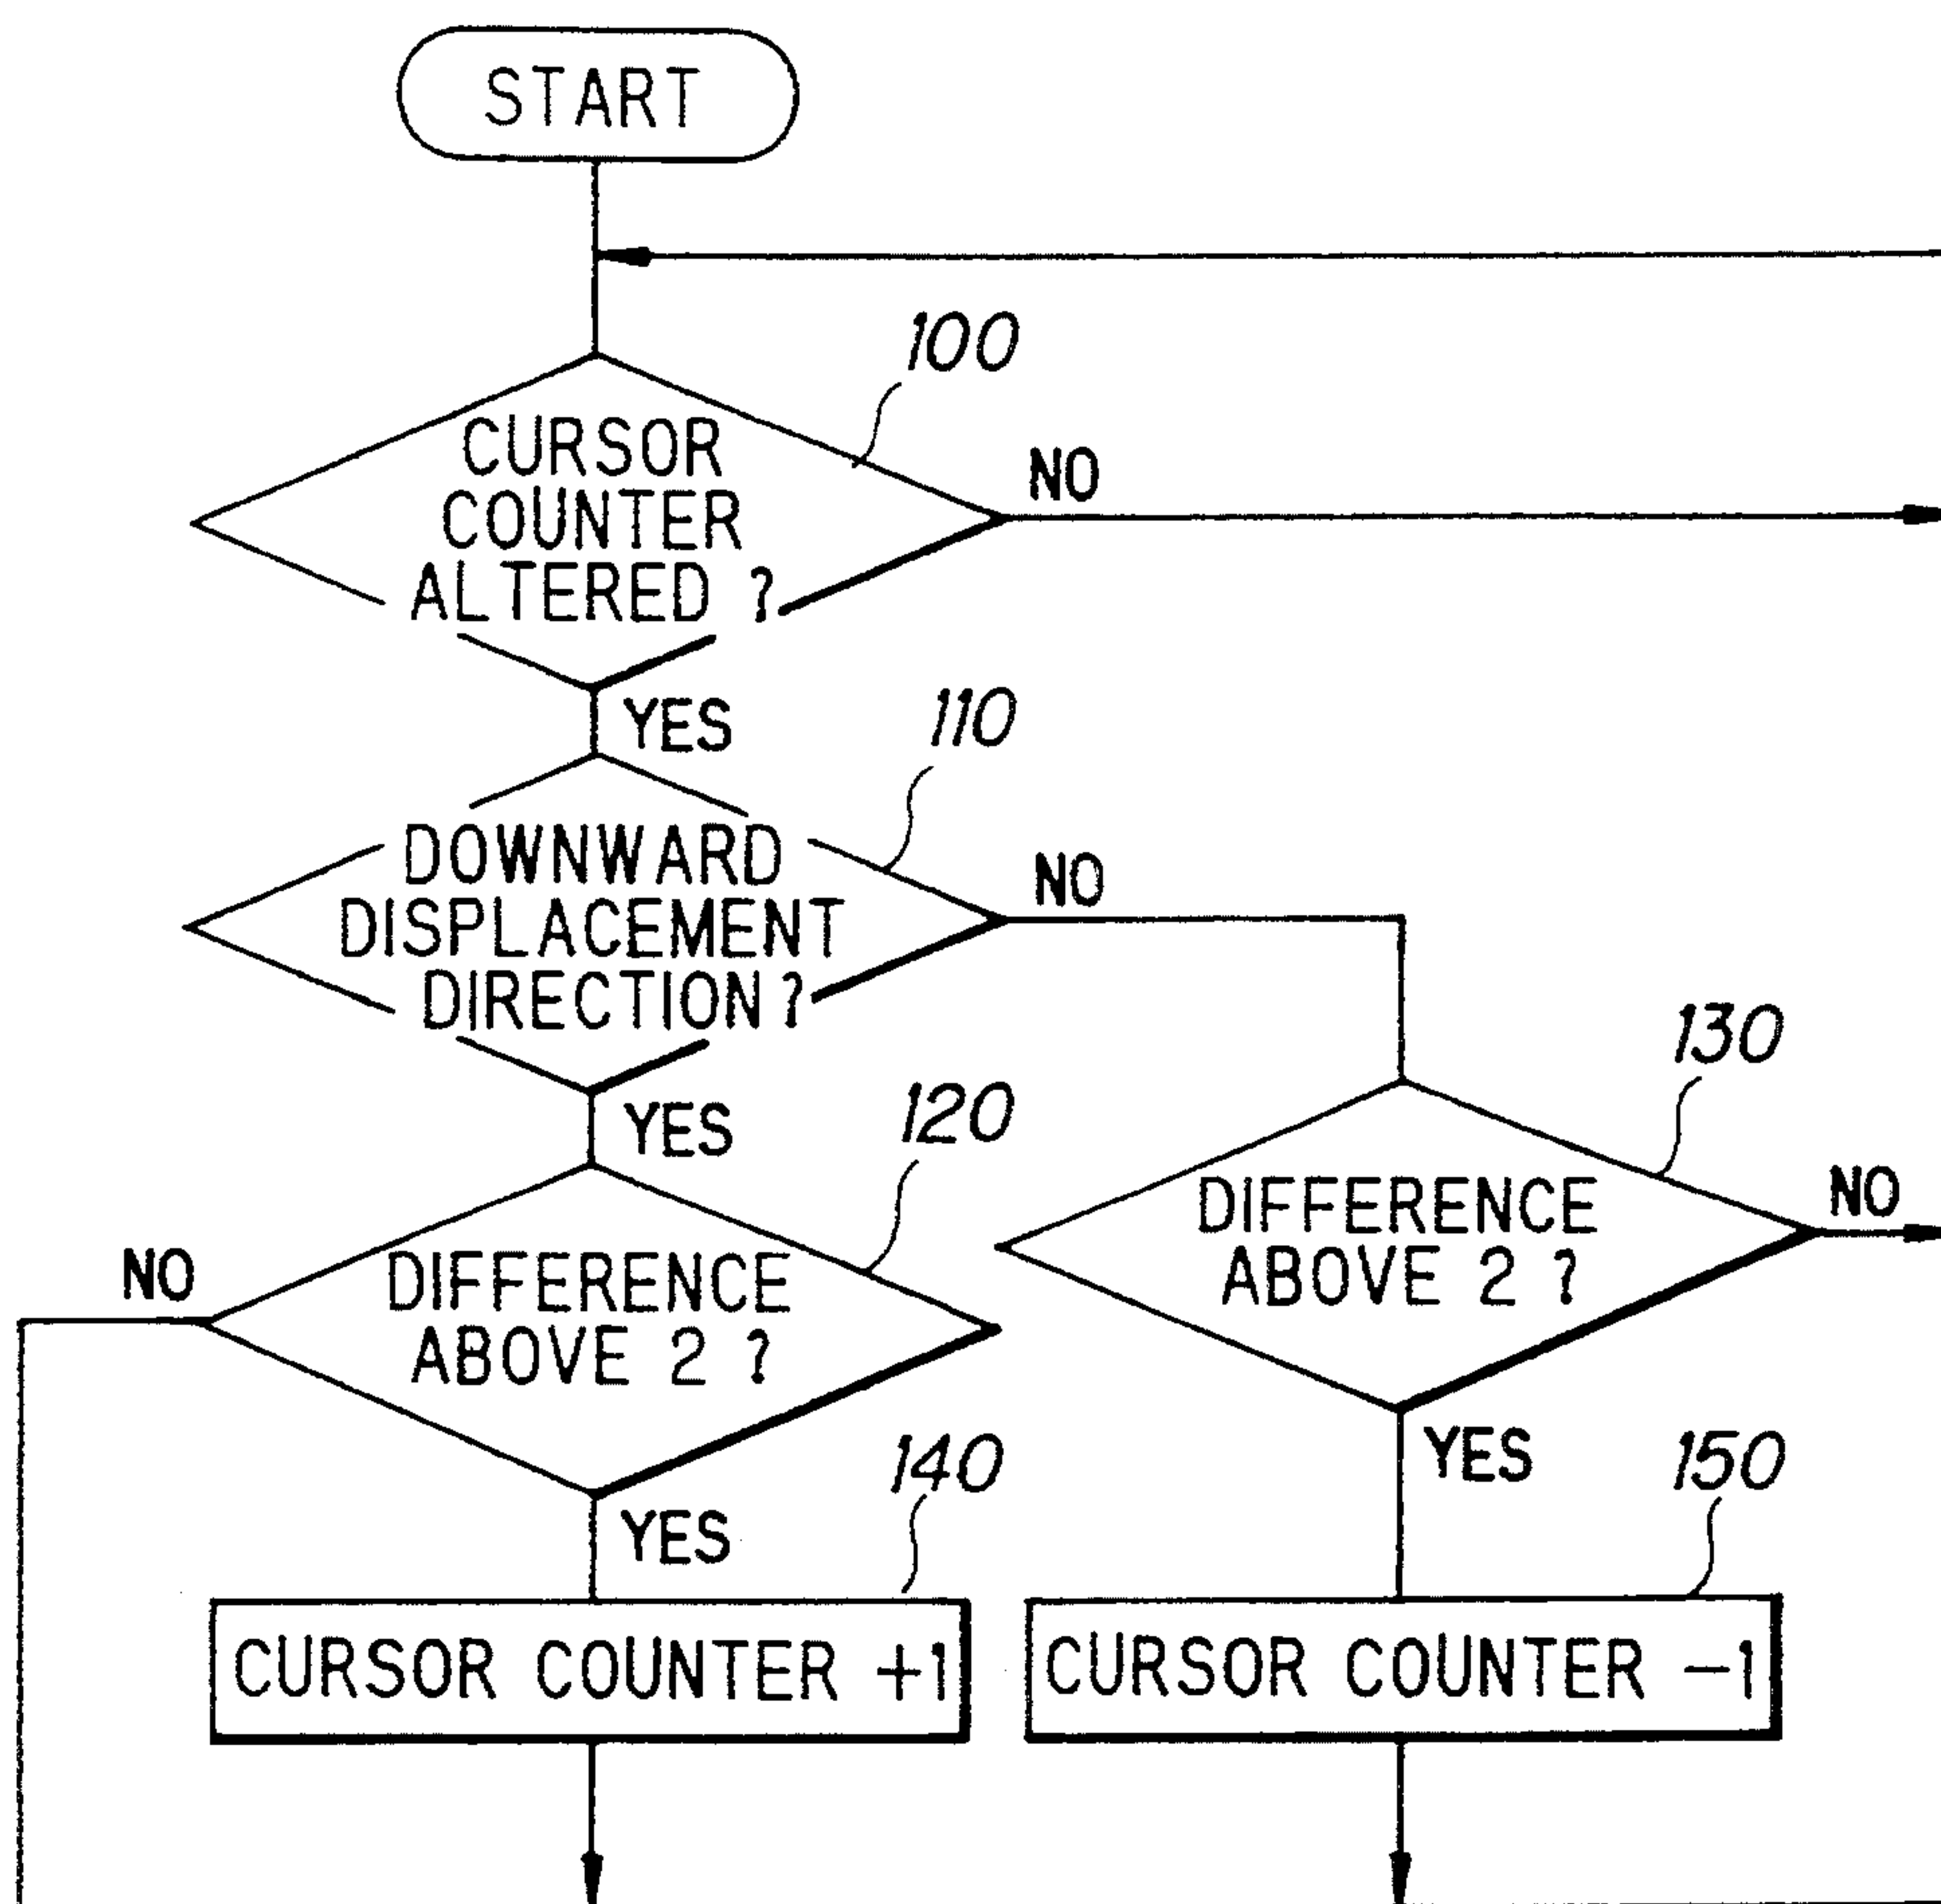 START
100
CURSOR
COUNTER
ALTERED ?
NO
YES
110
DOWNWARD
DISPLACEMENT
DIRECTION ?
NO
YES
120
DIFFERENCE
ABOVE 2 ?
NO
YES
130
DIFFERENCE
ABOVE 2 ?
NO
YES
140
CURSOR COUNTER +1
150
CURSOR COUNTER -1